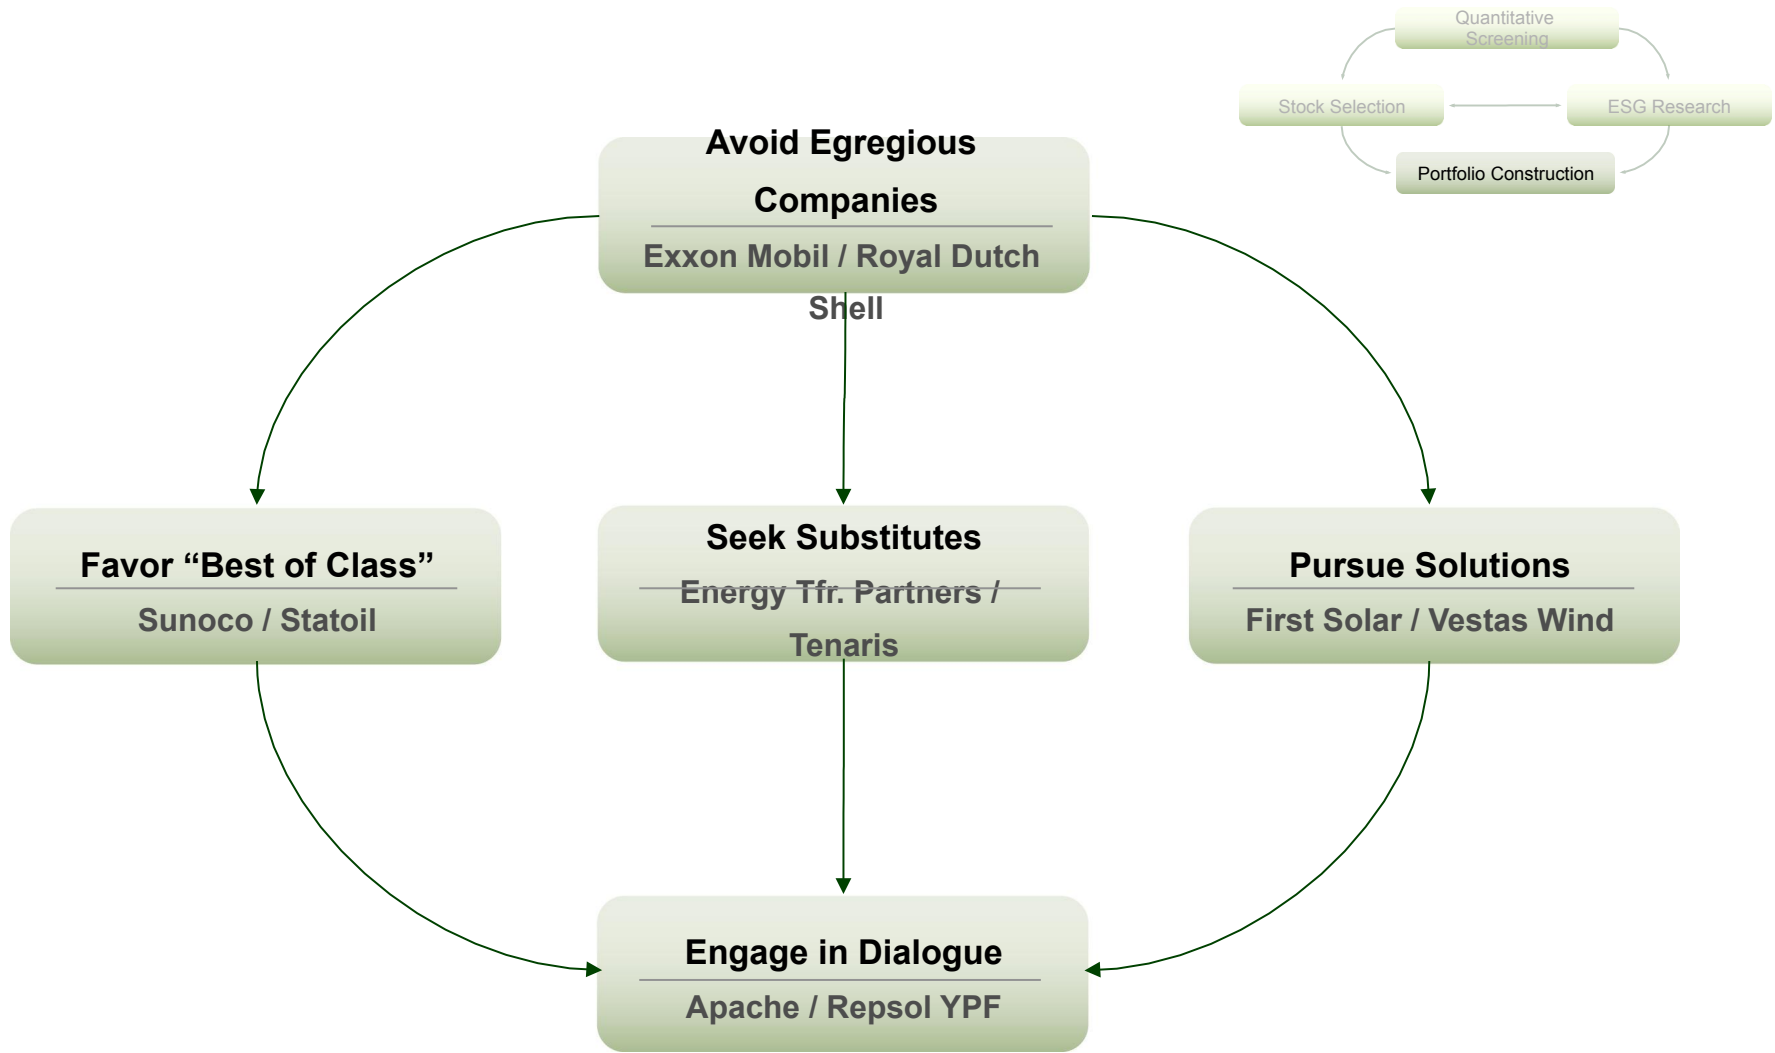 Quantitative
Screening
Stock Selection
ESG Research
Portfolio Construction
Avoid Egregious
Companies
Exxon Mobil / Royal Dutch
Shell
Favor “Best of Class”
Sunoco / Statoil
Seek Substitutes
Energy Tfr. Partners /
Tenaris
Pursue Solutions
First Solar / Vestas Wind
Engage in Dialogue
Apache / Repsol YPF